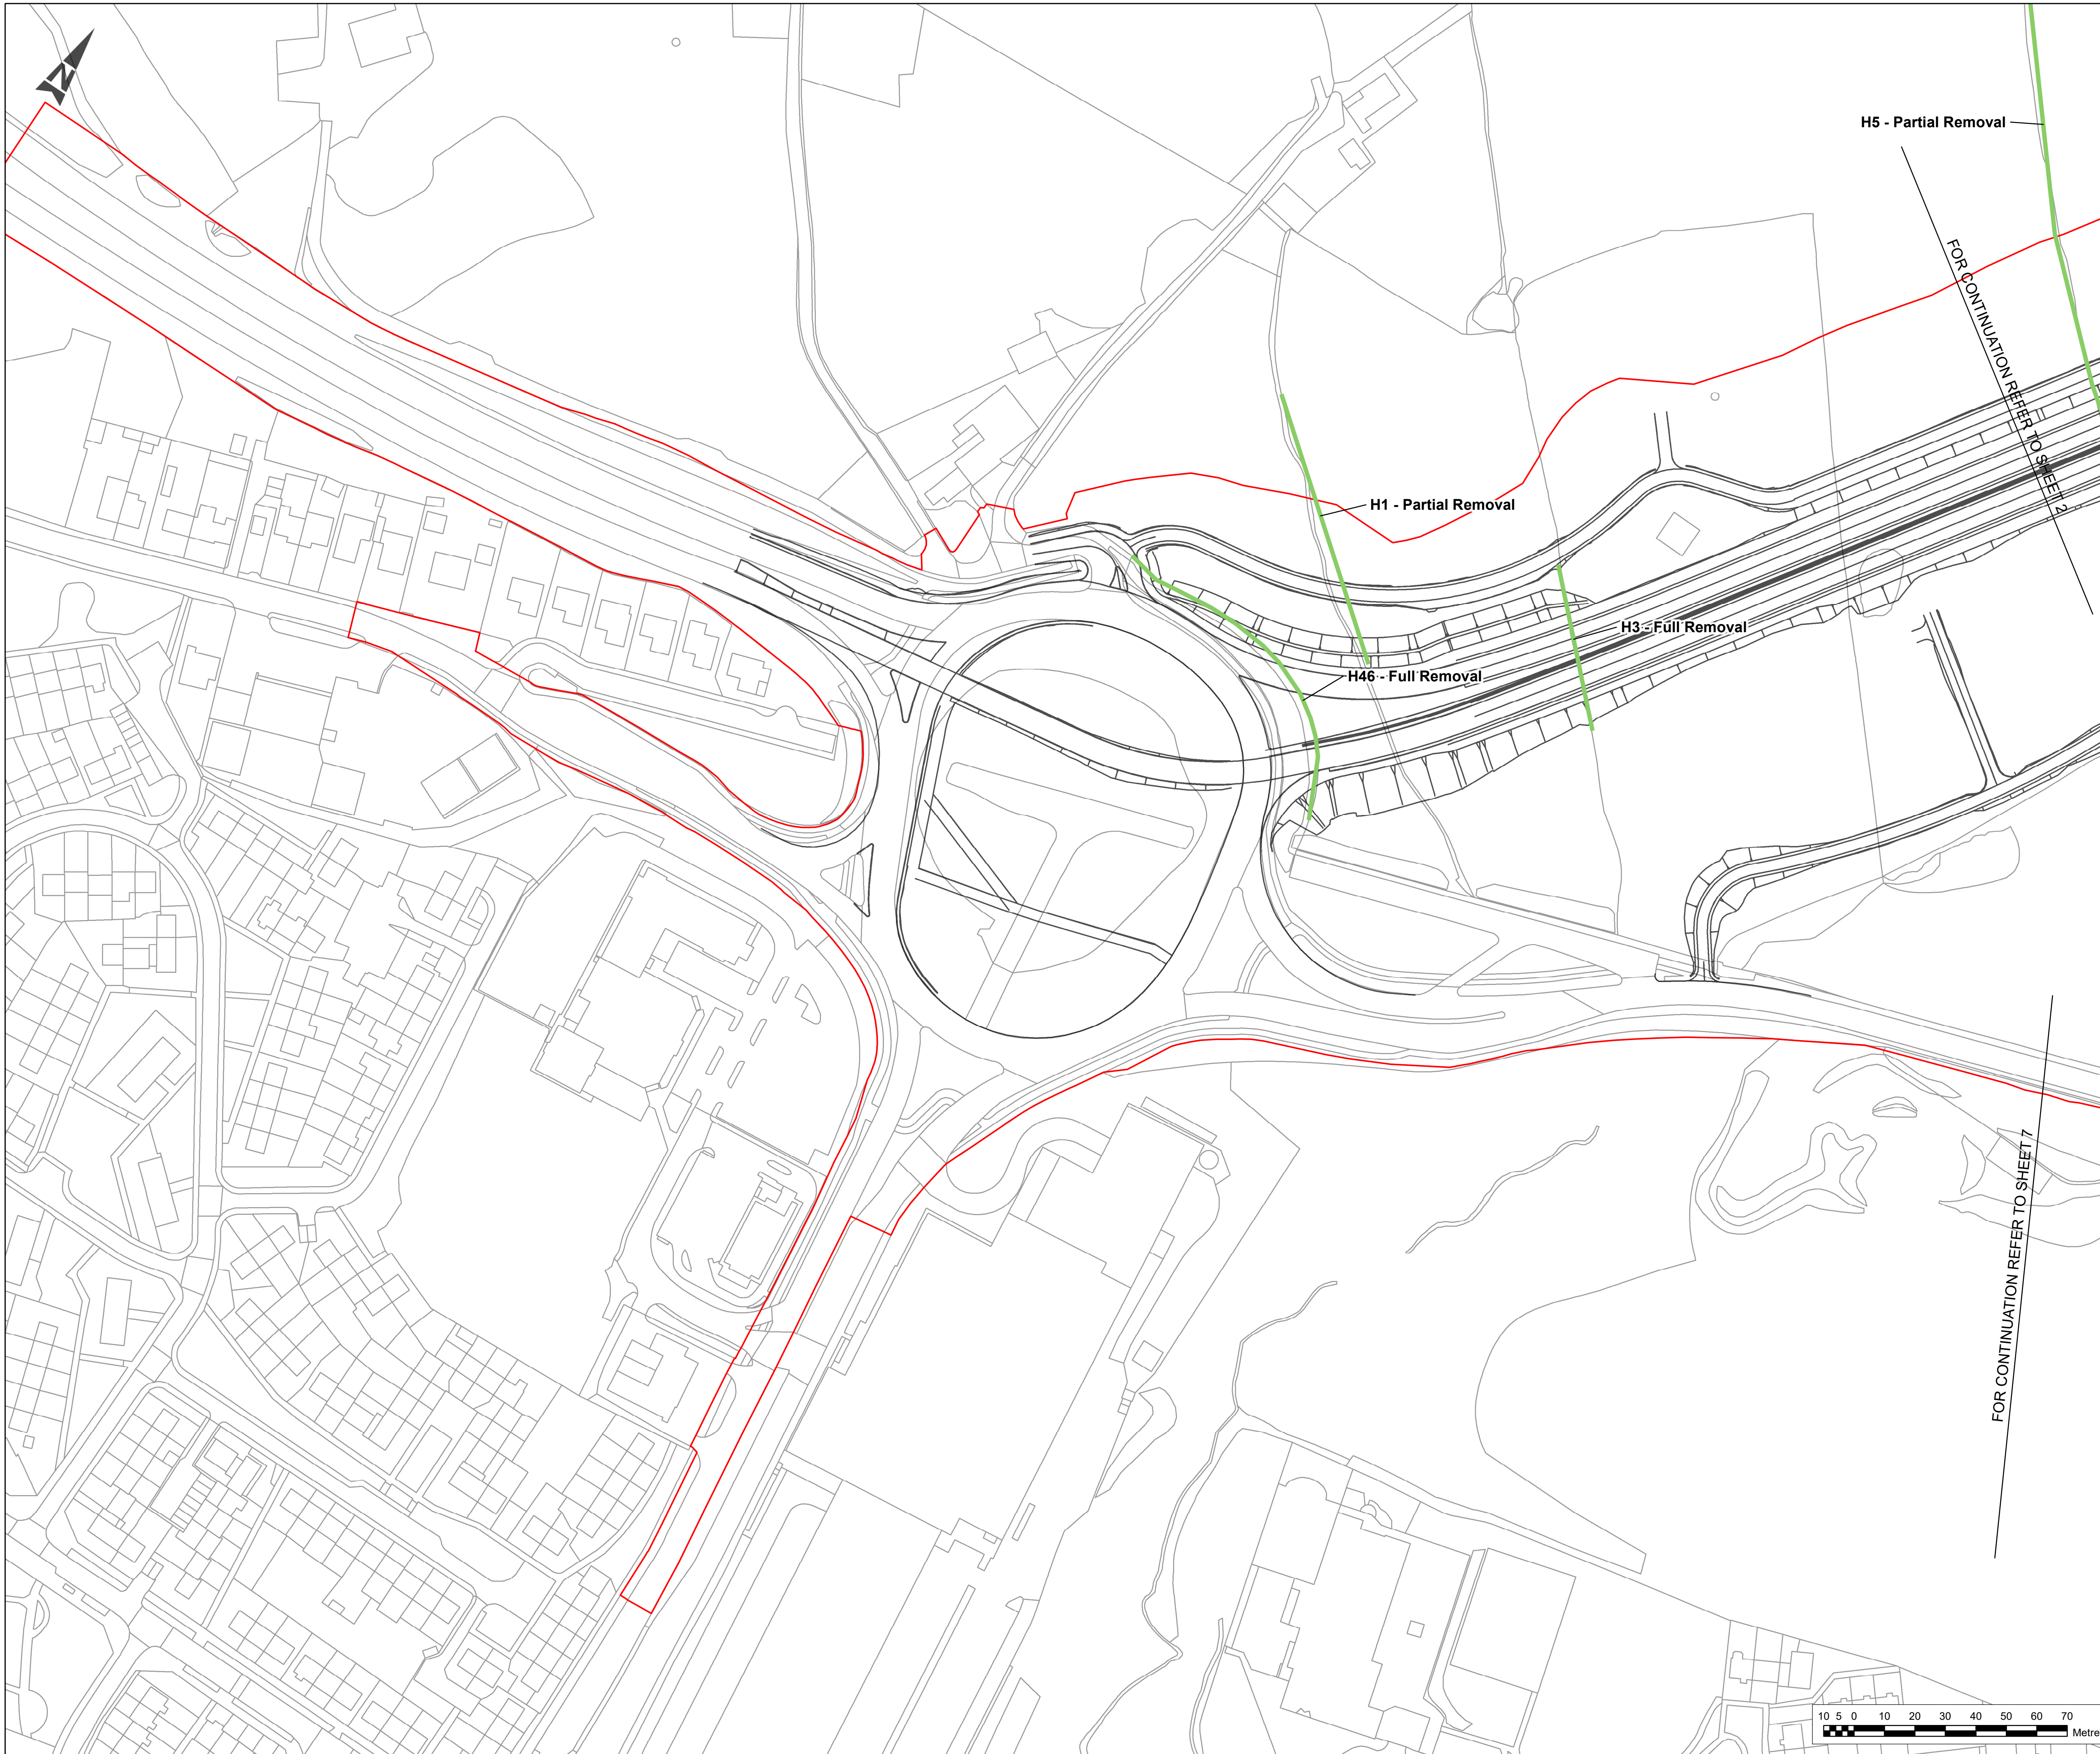 N
H5 - Partial Removal
FOR CONTINUATION REFER TO SHEET 2
H1 - Partial Removal
H3 - Full Removal
H46 - Full Removal
FOR CONTINUATION REFER TO SHEET 7
10 5 0 10 20 30 40 50 60 70
Metre